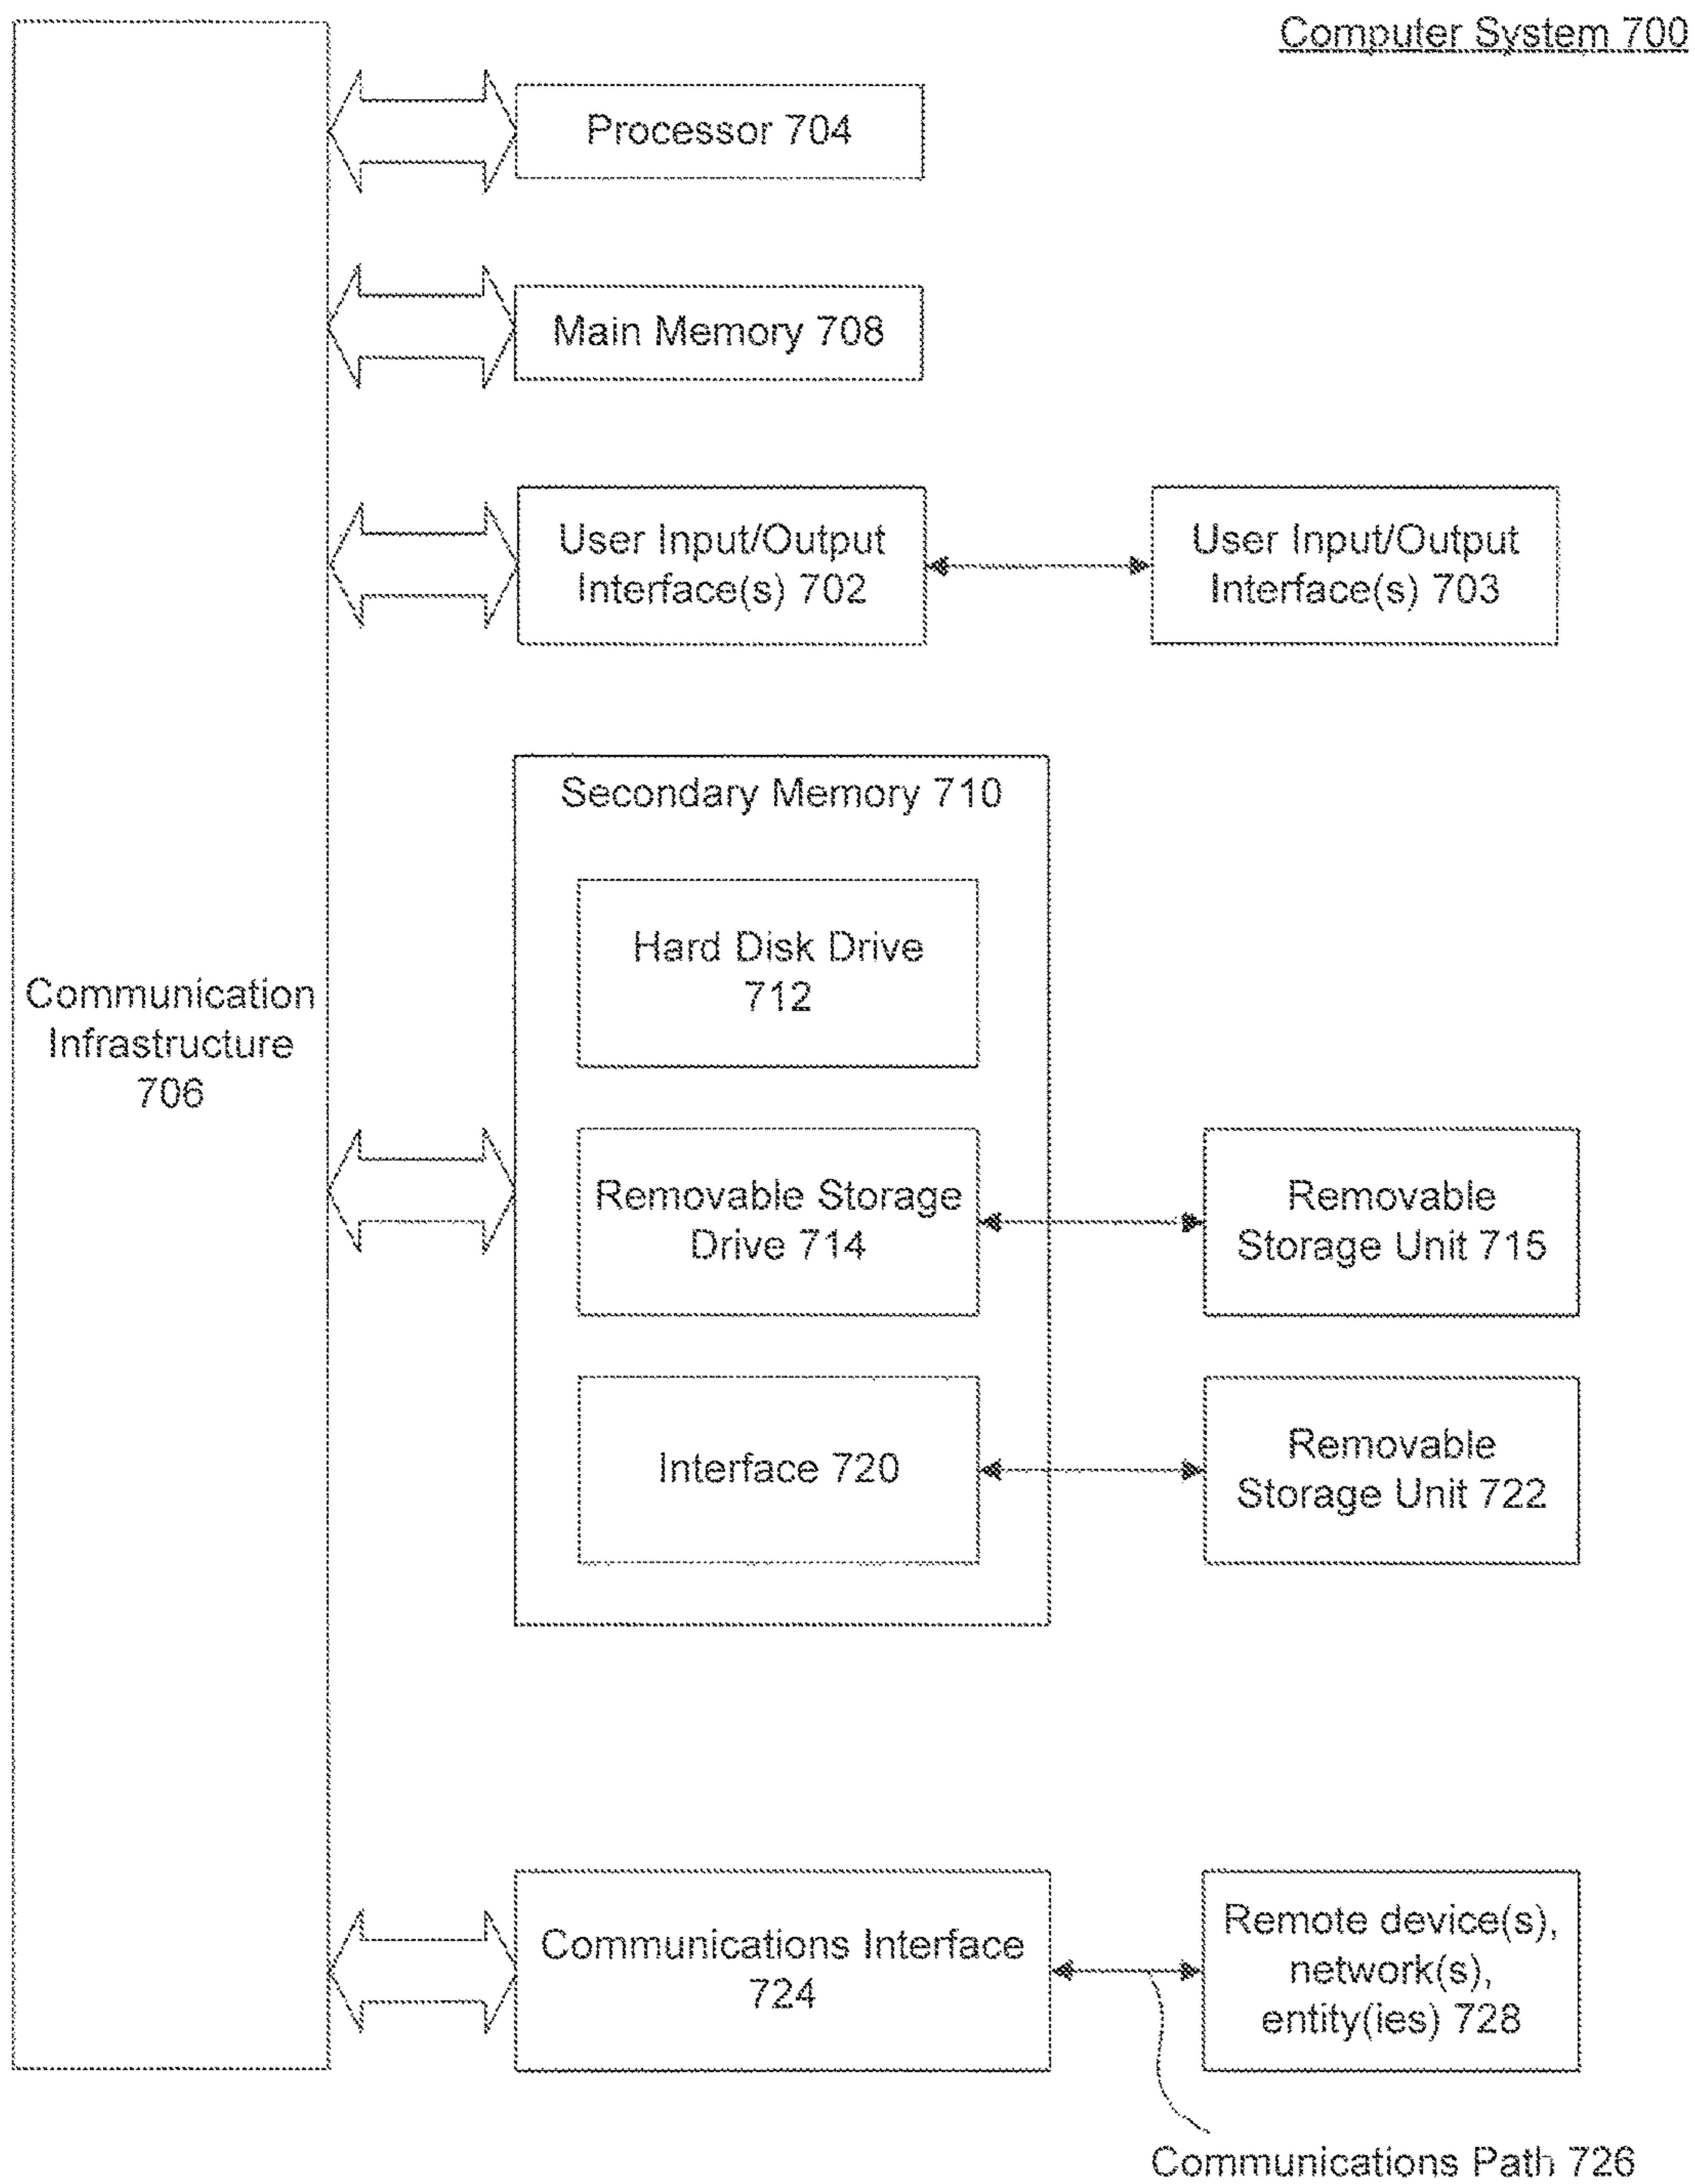 Computer System 700
Processor 704
Main Memory 708
User Input/Output
Interface(s) 702
User Input/Output
Interface(s) 703
Secondary Memory 710
Hard Disk Drive
712
Communication
Infrastructure
706
Removable Storage
Drive 714
Removable
Storage Unit 715
Interface 720
Removable
Storage Unit 722
Communications Interface
724
Remote device(s),
network(s),
entity(ies) 728
Communications Path 726